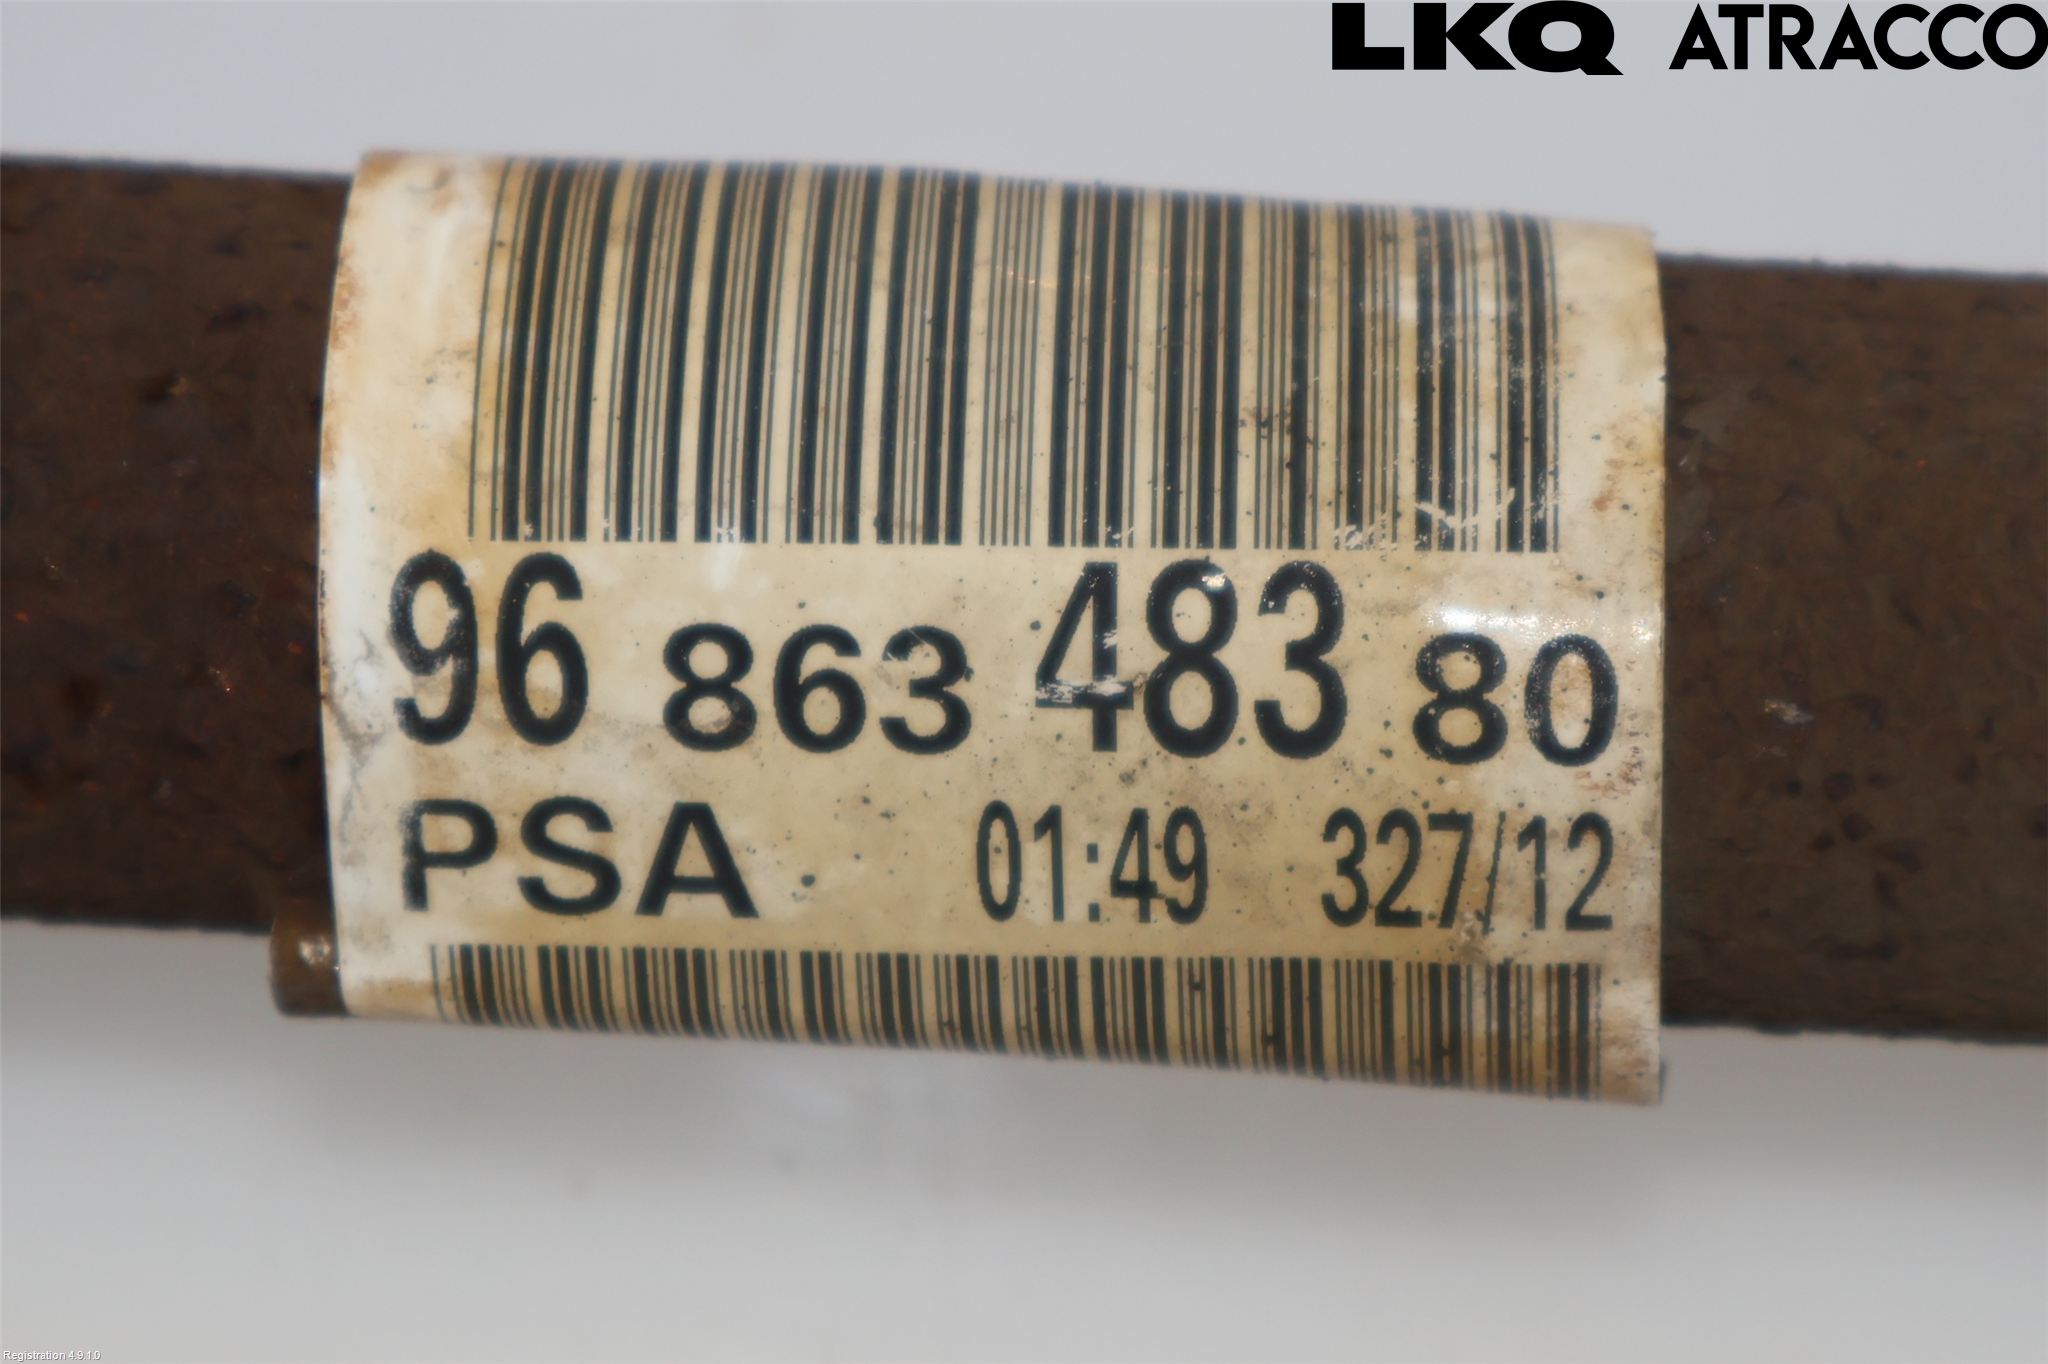 LKQ ATRACCO
96 863 483 80
PSA 01:49 327/12
Registration 4.9.1.0